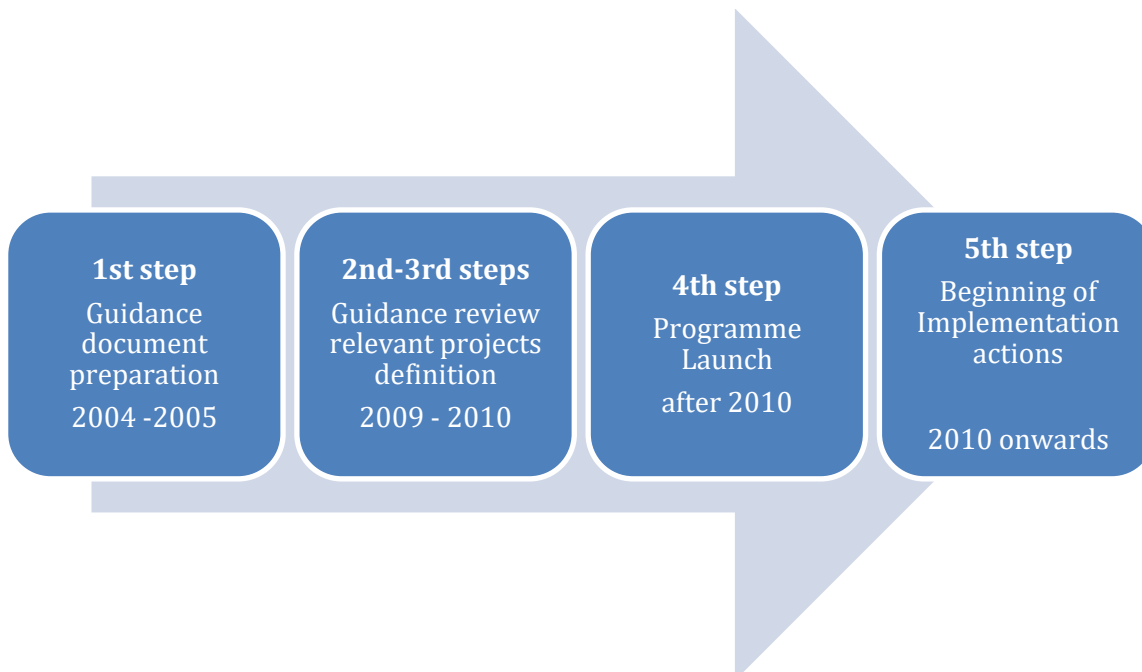 1st step
Guidance
document
preparation
2004 -2005
2nd-3rd steps
Guidance review
relevant projects
definition
2009 - 2010
4th step
Programme
Launch
after 2010
5th step
Beginning of
Implementation
actions
2010 onwards